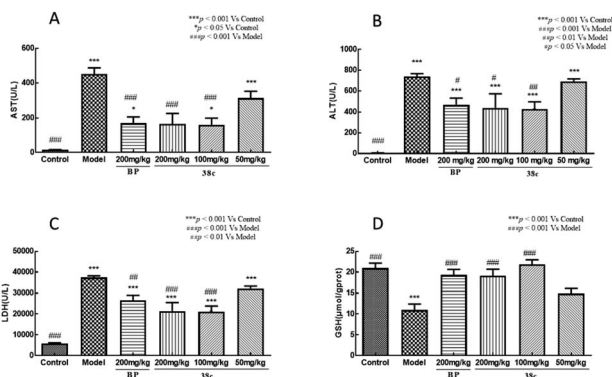 A
***p < 0.001 Vs Control
*p < 0.05 Vs Control
###p < 0.001 Vs Model
AST(U/L)
600
400
200
0
###
***
###
*
###
###
*
***
Control Model 200mg/kg 200mg/kg 100mg/kg 50mg/kg
BP 38c
B
***p < 0.001 Vs Control
###p < 0.001 Vs Model
##p < 0.01 Vs Model
#p < 0.05 Vs Model
ALT(U/L)
1000
800
600
400
200
0
###
***
#
***
#
***
##
***
***
Control Model 200 mg/kg 200 mg/kg 100 mg/kg 50 mg/kg
BP 38c
C
***p < 0.001 Vs Control
###p < 0.001 Vs Model
##p < 0.01 Vs Model
LDH(U/L)
50000
40000
30000
20000
10000
0
###
***
##
***
###
***
###
***
***
Control Model 200mg/kg 200mg/kg 100mg/kg 50mg/kg
BP 38c
D
***p < 0.001 Vs Control
###p < 0.001 Vs Model
GSH(μmol/gprot)
25
20
15
10
5
0
###
***
###
###
###
Control Model 200mg/kg 200mg/kg 100mg/kg 50mg/kg
BP 38c